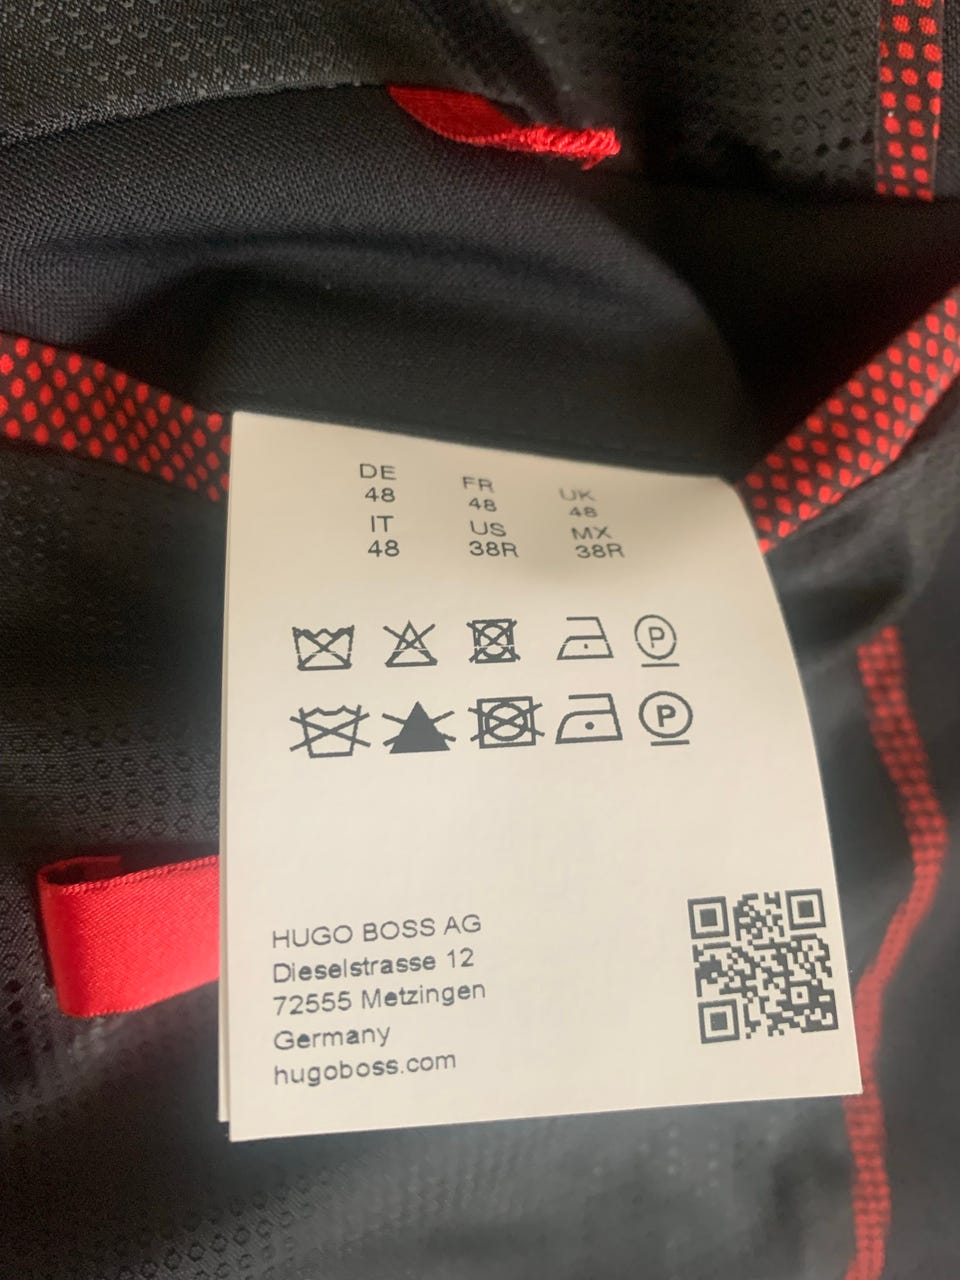 DE FR UK
48 48 48
IT US MX
48 38R 38R
P
P
HUGO BOSS AG
Dieselstrasse 12
72555 Metzingen
Germany
hugoboss.com